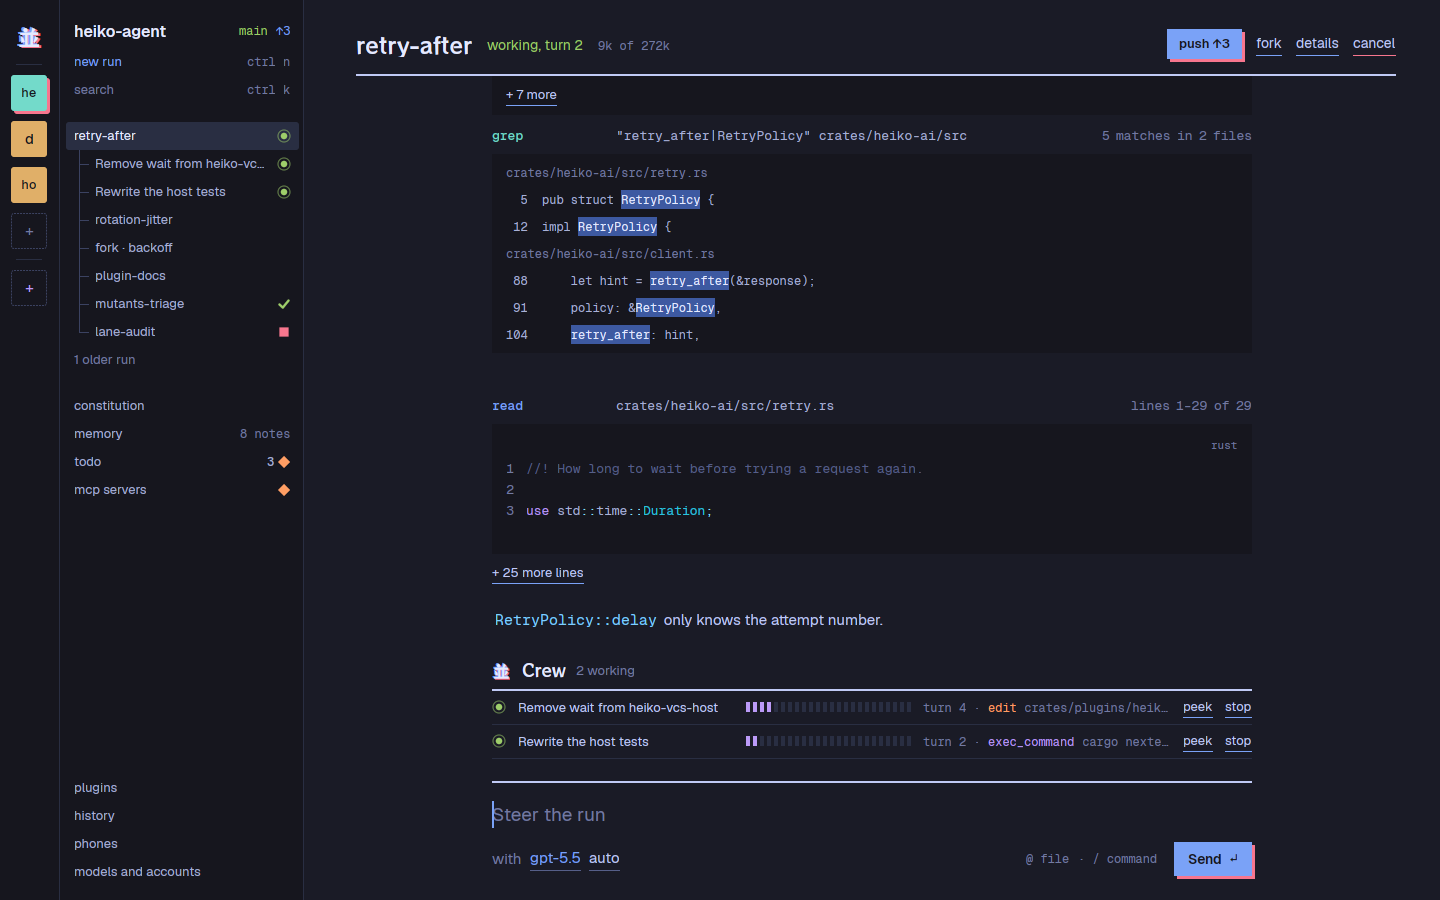 heiko-agent main ↑3
new run ctrl n
search ctrl k
he
d
ho
+
+
retry-after
Remove wait from heiko-vc...
Rewrite the host tests
rotation-jitter
fork · backoff
plugin-docs
mutants-triage
lane-audit
1 older run
constitution
memory 8 notes
todo 3
mcp servers
plugins
history
phones
models and accounts
retry-after working, turn 2 9k of 272k push ↑3 fork details cancel
+ 7 more
grep "retry_after|RetryPolicy" crates/heiko-ai/src 5 matches in 2 files
crates/heiko-ai/src/retry.rs
5 pub struct RetryPolicy {
12 impl RetryPolicy {
crates/heiko-ai/src/client.rs
88 let hint = retry_after(&response);
91 policy: &RetryPolicy,
104 retry_after: hint,
read crates/heiko-ai/src/retry.rs lines 1–29 of 29
rust
1 //! How long to wait before trying a request again.
2
3 use std::time::Duration;
+ 25 more lines
RetryPolicy::delay only knows the attempt number.
Crew 2 working
Remove wait from heiko-vcs-host turn 4 · edit crates/plugins/heik… peek stop
Rewrite the host tests turn 2 · exec_command cargo nexte… peek stop
Steer the run
with gpt-5.5 auto @ file · / command Send ↵